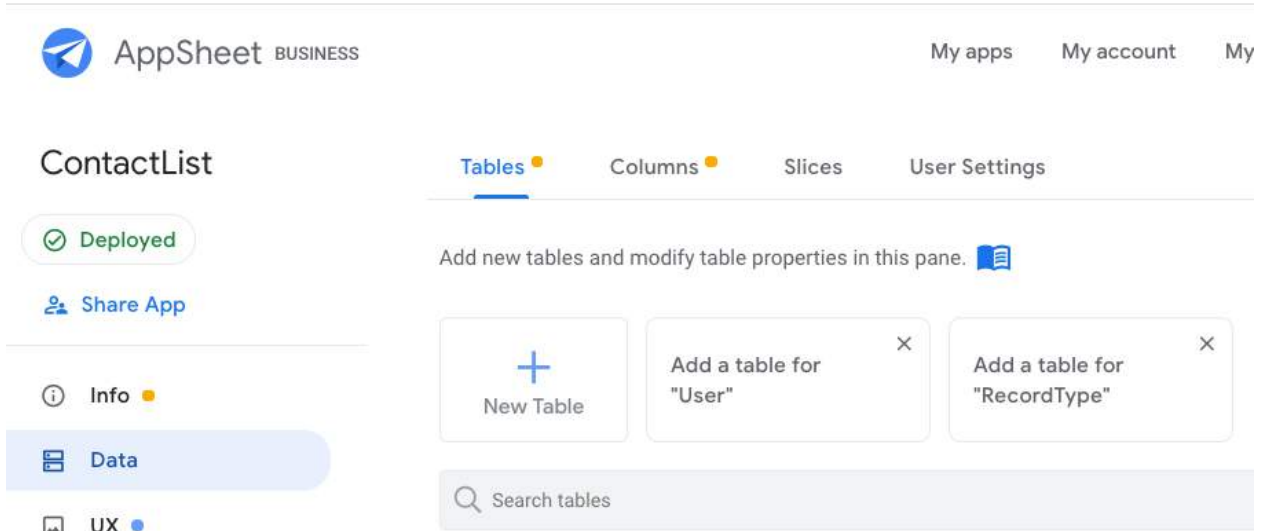 AppSheet BUSINESS
My apps My account My
ContactList
Tables Columns Slices User Settings
Deployed
Add new tables and modify table properties in this pane.
Share App
Add a table for
"User"
Add a table for
"RecordType"
New Table
Info
Data
Search tables
UX